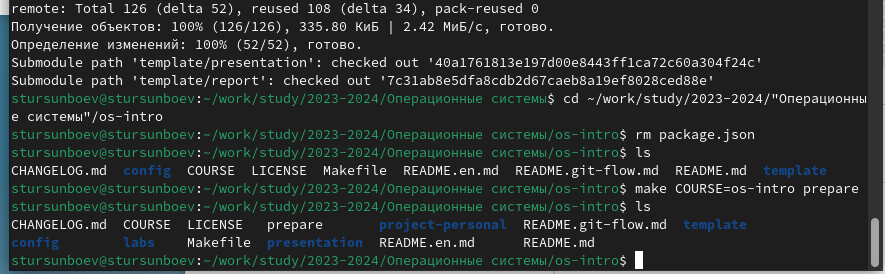 remote: Total 126 (delta 52), reused 108 (delta 34), pack-reused 0
Получение объектов: 100% (126/126), 335.80 КиБ | 2.42 МиБ/с, готово.
Определение изменений: 100% (52/52), готово.
Submodule path 'template/presentation': checked out '40a1761813e197d00e8443ff1ca72c60a304f24c'
Submodule path 'template/report': checked out '7c31ab8e5dfa8cdb2d67caeb8a19ef8028ced88e'
stursunboev@stursunboev:~/work/study/2023-2024/Операционные системы$ cd ~/work/study/2023-2024/"Операционны
е системы"/os-intro
stursunboev@stursunboev:~/work/study/2023-2024/Операционные системы/os-intro$ rm package.json
stursunboev@stursunboev:~/work/study/2023-2024/Операционные системы/os-intro$ ls
CHANGELOG.md  config  COURSE  LICENSE  Makefile  README.en.md  README.git-flow.md  README.md  template
stursunboev@stursunboev:~/work/study/2023-2024/Операционные системы/os-intro$ make COURSE=os-intro prepare
stursunboev@stursunboev:~/work/study/2023-2024/Операционные системы/os-intro$ ls
CHANGELOG.md  COURSE  LICENSE   prepare       project-personal  README.git-flow.md  template
config        labs    Makefile  presentation  README.en.md      README.md
stursunboev@stursunboev:~/work/study/2023-2024/Операционные системы/os-intro$